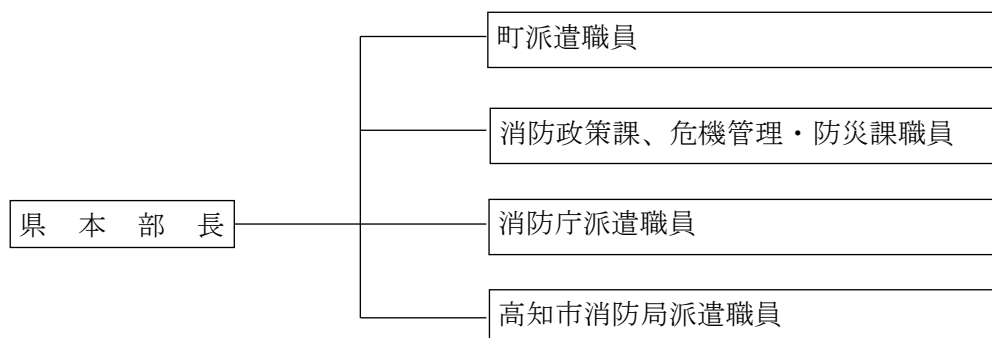 町派遣職員
消防政策課、危機管理・防災課職員
県　本　部　長
消防庁派遣職員
高知市消防局派遣職員